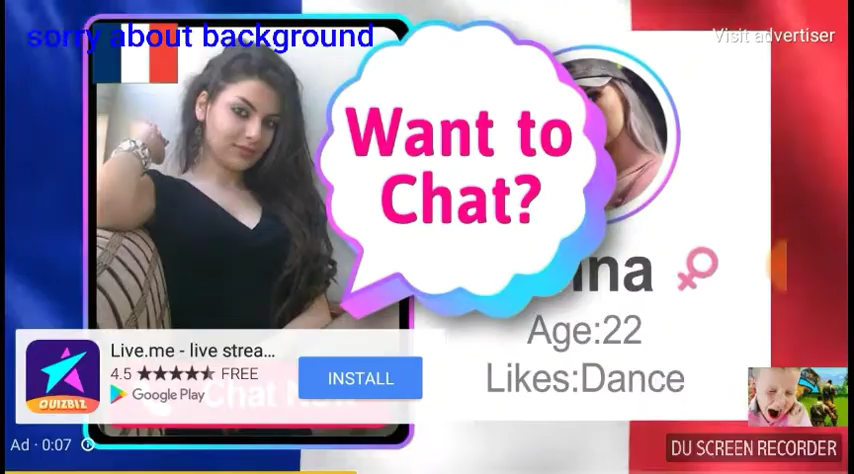 sorry about background
Visit advertiser
Want to
Chat?
Age:22
Likes:Dance
Live.me - live strea...
4.5 FREE
Google Play
INSTALL
QUIZBIZ
Ad · 0:07
DU SCREEN RECORDER